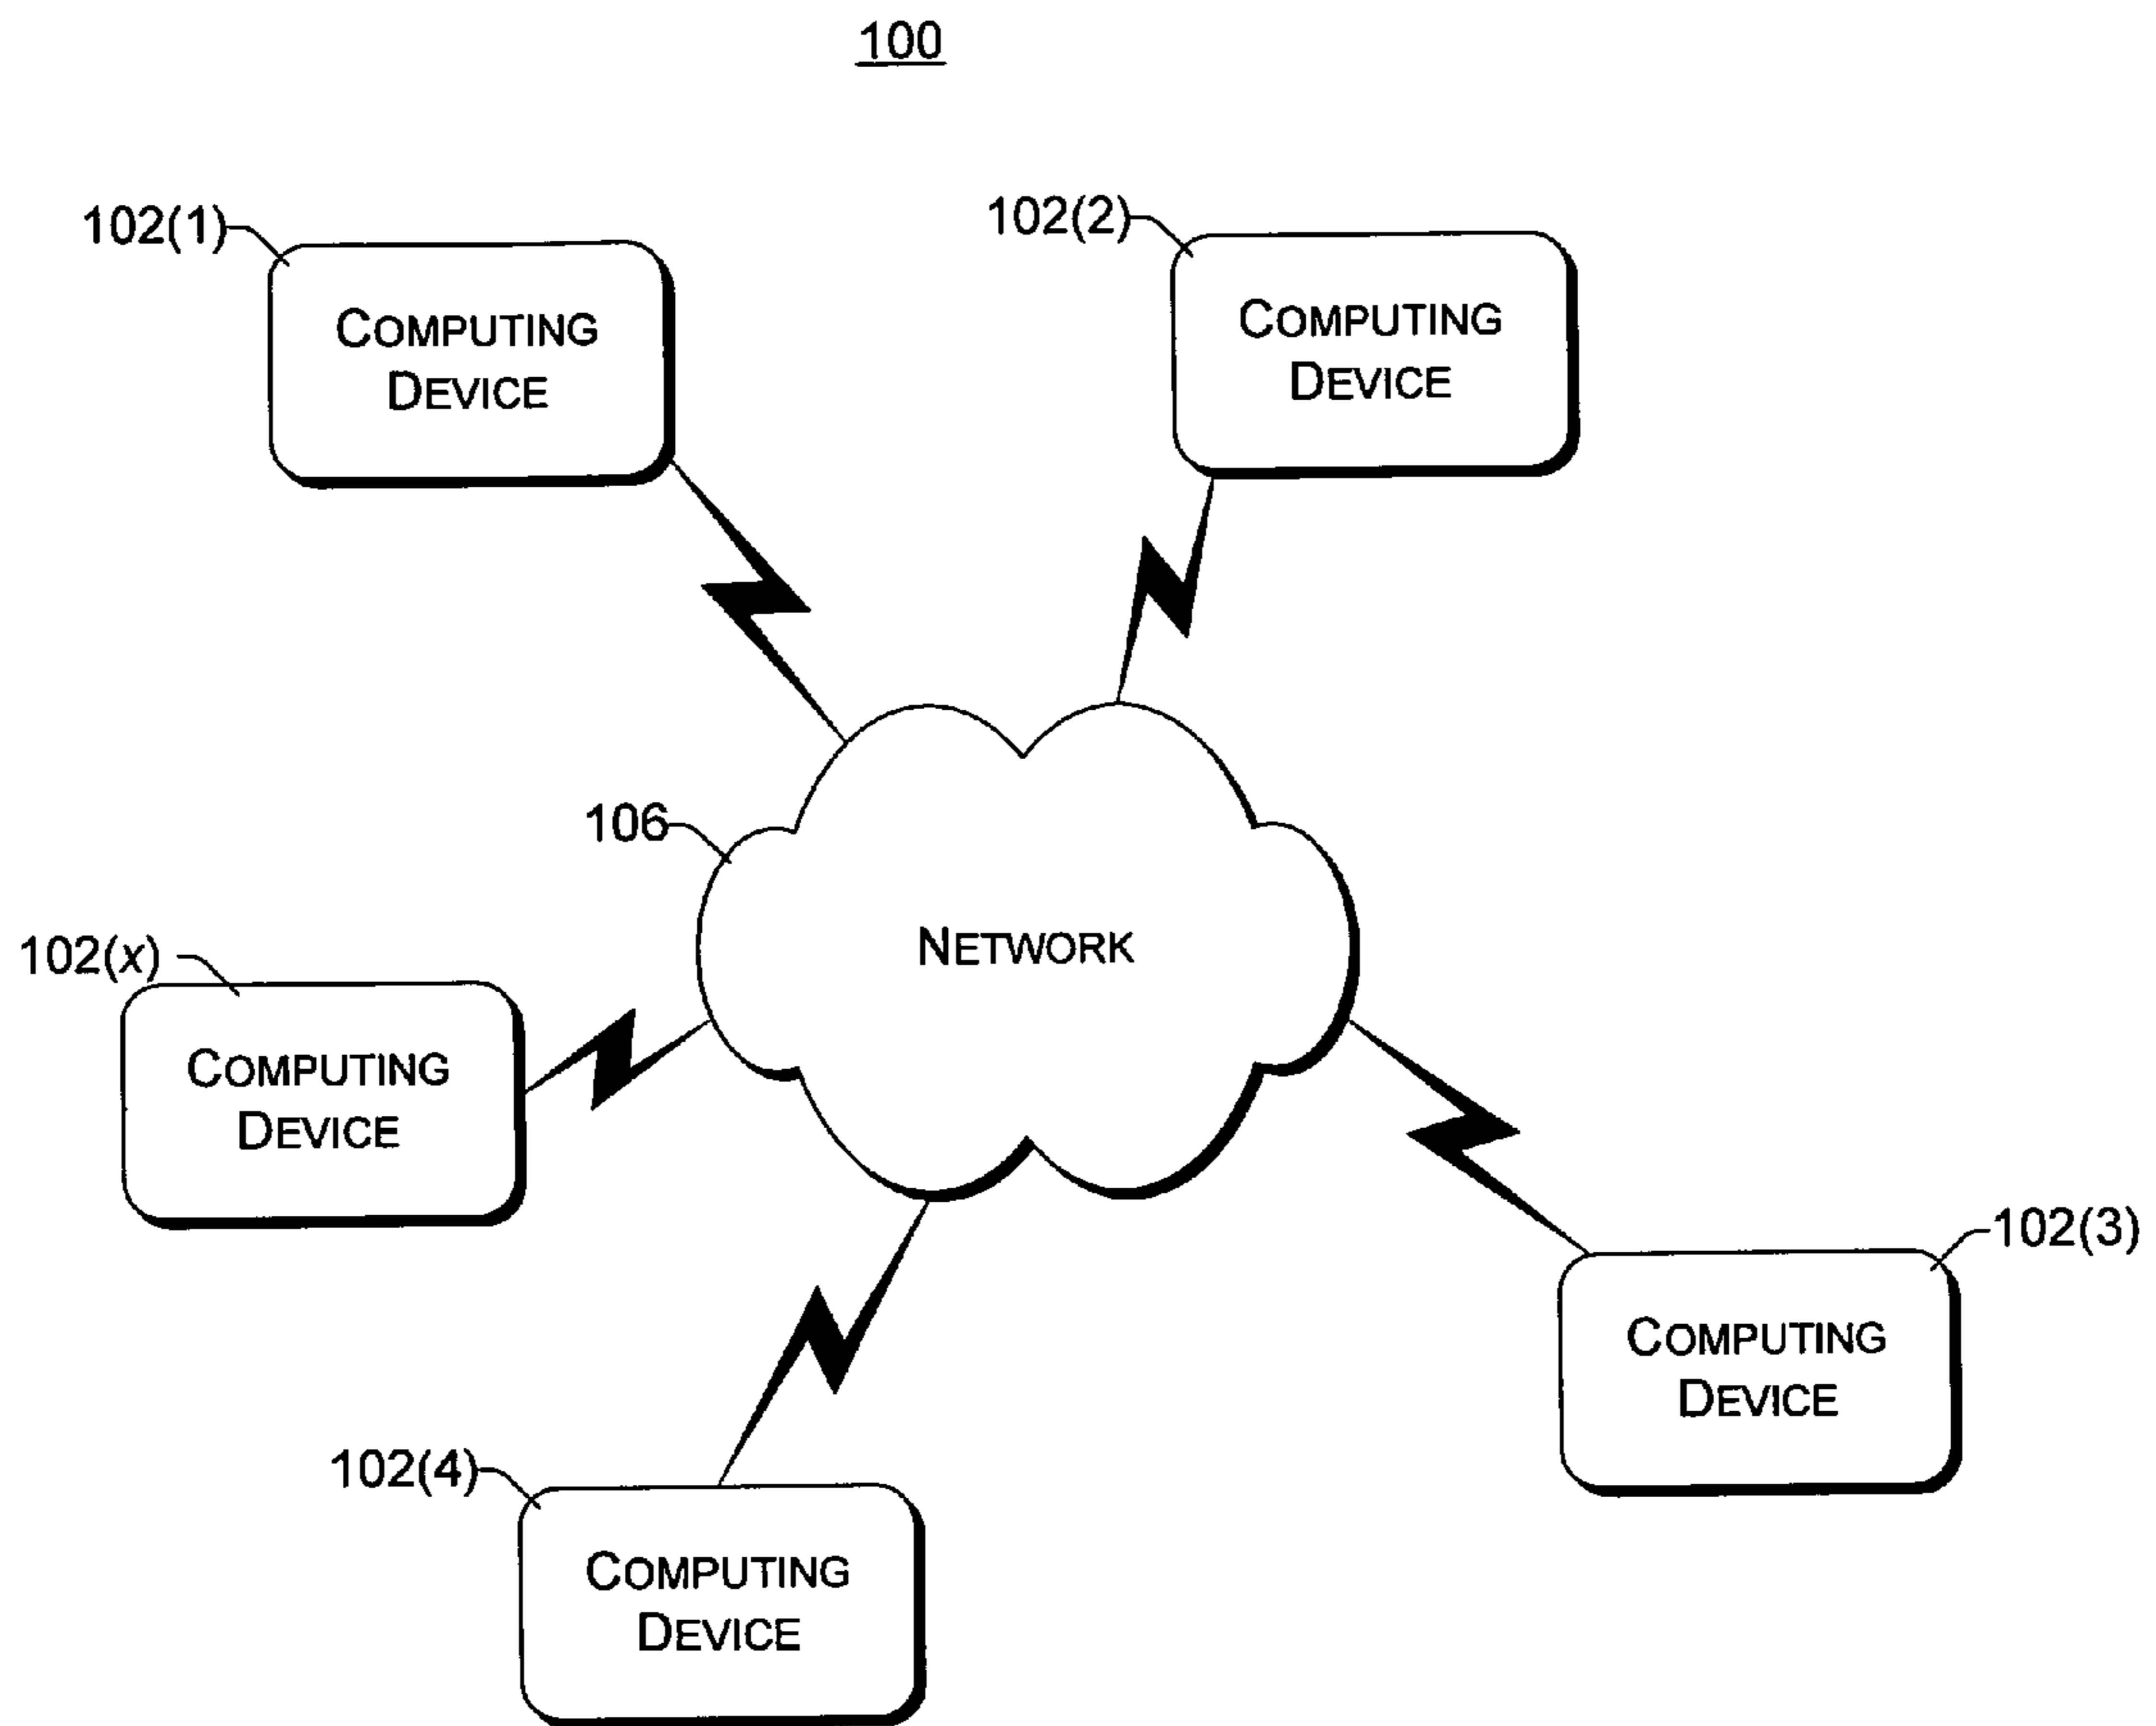 100
102(1)
COMPUTING
DEVICE
102(2)
COMPUTING
DEVICE
106
NETWORK
102(x)
COMPUTING
DEVICE
102(3)
COMPUTING
DEVICE
102(4)
COMPUTING
DEVICE